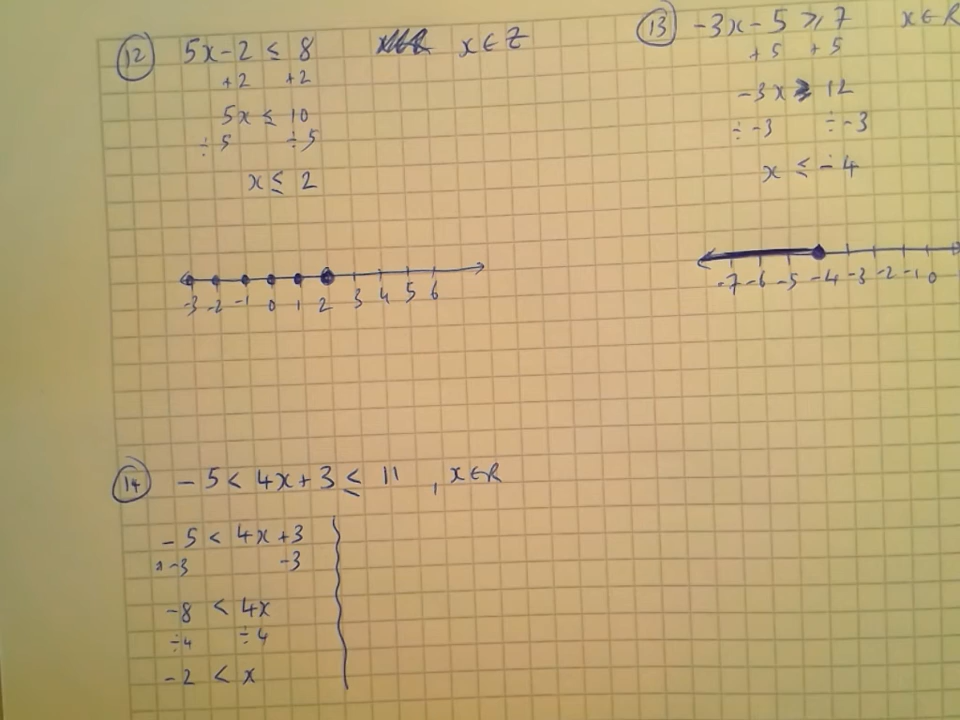 12 5x-2 ≤ 8 x∈Z
+2 +2
5x ≤ 10
÷5 ÷5
x ≤ 2
-3 -2 -1 0 1 2 3 4 5 6
13 -3x-5 ≥ 7 x∈R
+5 +5
-3x ≥ 12
÷-3 ÷-3
x ≤ -4
-7 -6 -5 -4 -3 -2 -1 0
14 -5 < 4x+3 ≤ 11 , x∈R
-5 < 4x+3
-3 -3
-8 < 4x
÷4 ÷4
-2 < x